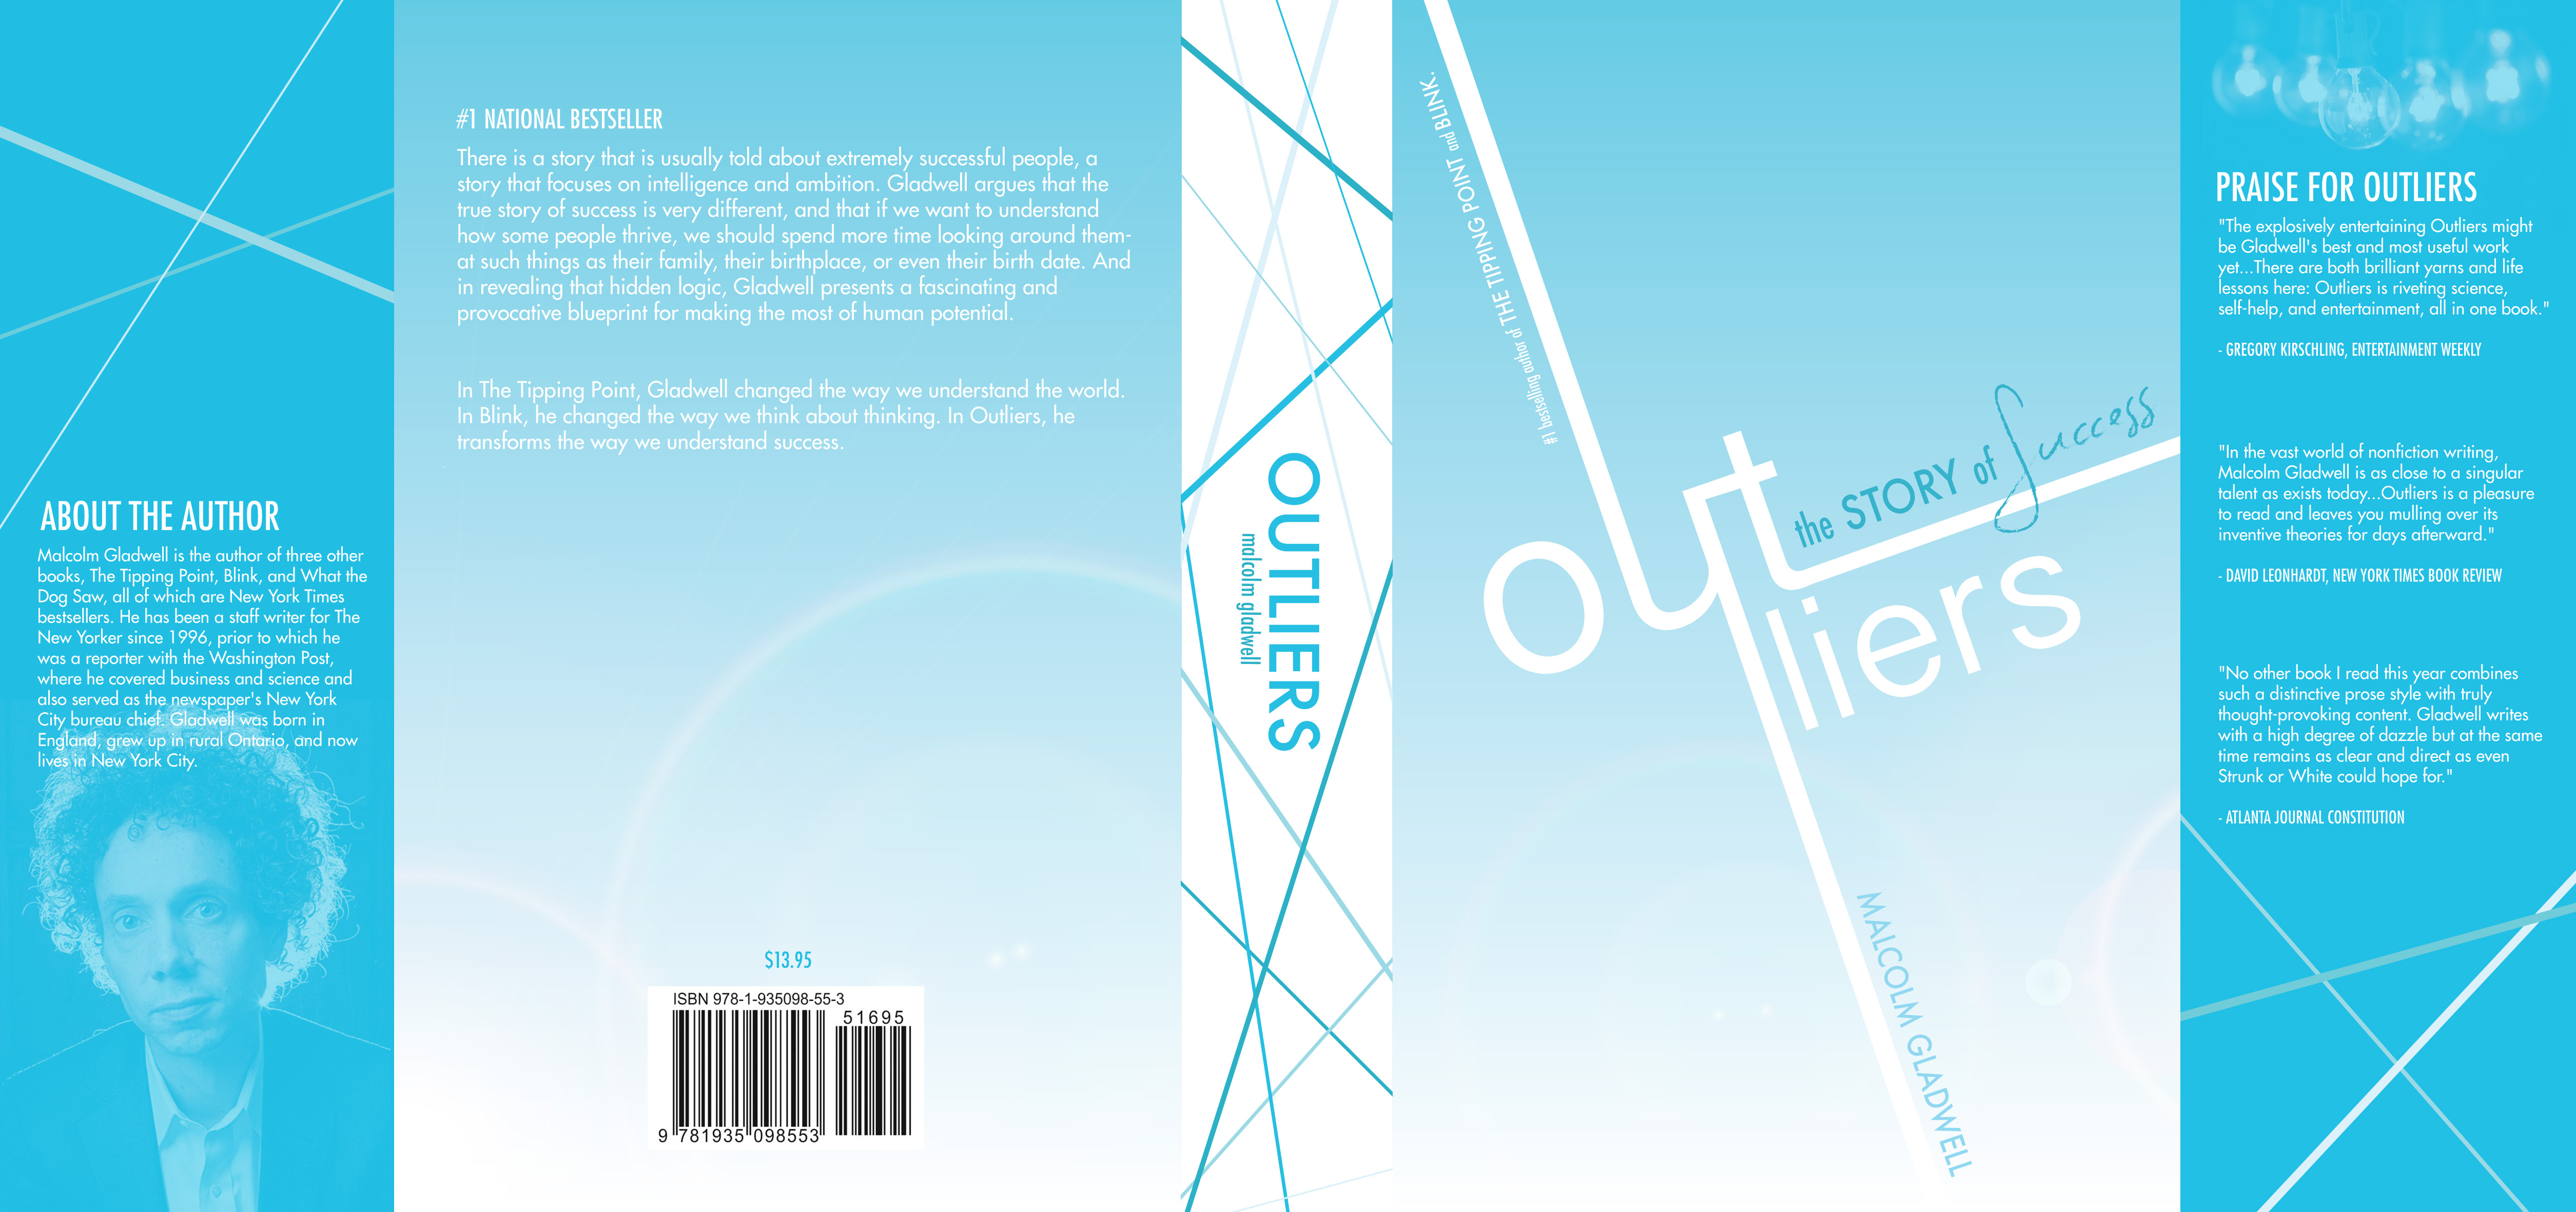 ABOUT THE AUTHOR
Malcolm Gladwell is the author of three other
books, The Tipping Point, Blink, and What the
Dog Saw, all of which are New York Times
bestsellers. He has been a staff writer for The
New Yorker since 1996, prior to which he
was a reporter with the Washington Post,
where he covered business and science and
also served as the newspaper's New York
City bureau chief. Gladwell was born in
England, grew up in rural Ontario, and now
lives in New York City.
#1 NATIONAL BESTSELLER
There is a story that is usually told about extremely successful people, a
story that focuses on intelligence and ambition. Gladwell argues that the
true story of success is very different, and that if we want to understand
how some people thrive, we should spend more time looking around them-
at such things as their family, their birthplace, or even their birth date. And
in revealing that hidden logic, Gladwell presents a fascinating and
provocative blueprint for making the most of human potential.
In The Tipping Point, Gladwell changed the way we understand the world.
In Blink, he changed the way we think about thinking. In Outliers, he
transforms the way we understand success.
$13.95
ISBN 978-1-935098-55-3
51695
9 781935 098553
OUTLIERS
malcolm gladwell
#1 bestselling author of THE TIPPING POINT and BLINK.
Out
liers
the STORY of Success
MALCOLM GLADWELL
PRAISE FOR OUTLIERS
"The explosively entertaining Outliers might
be Gladwell's best and most useful work
yet...There are both brilliant yarns and life
lessons here: Outliers is riveting science,
self-help, and entertainment, all in one book."
- GREGORY KIRSCHLING, ENTERTAINMENT WEEKLY
"In the vast world of nonfiction writing,
Malcolm Gladwell is as close to a singular
talent as exists today...Outliers is a pleasure
to read and leaves you mulling over its
inventive theories for days afterward."
- DAVID LEONHARDT, NEW YORK TIMES BOOK REVIEW
"No other book I read this year combines
such a distinctive prose style with truly
thought-provoking content. Gladwell writes
with a high degree of dazzle but at the same
time remains as clear and direct as even
Strunk or White could hope for."
- ATLANTA JOURNAL CONSTITUTION